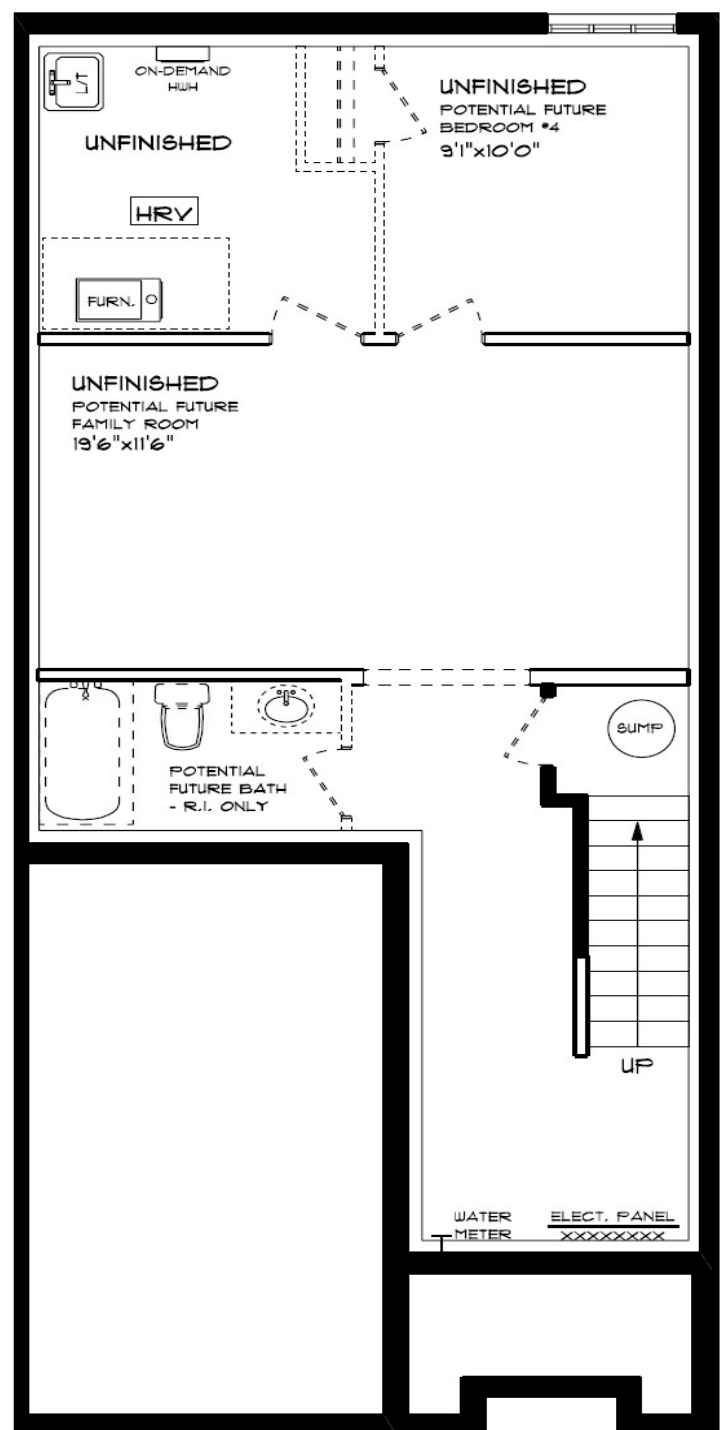 LT
ON-DEMAND
HWH
UNFINISHED
HRV
FURN.
UNFINISHED
POTENTIAL FUTURE
BEDROOM #4
9'1"x10'0"
UNFINISHED
POTENTIAL FUTURE
FAMILY ROOM
19'6"x11'6"
POTENTIAL
FUTURE BATH
- R.I. ONLY
SUMP
UP
WATER
METER
ELECT. PANEL
XXXXXXXX